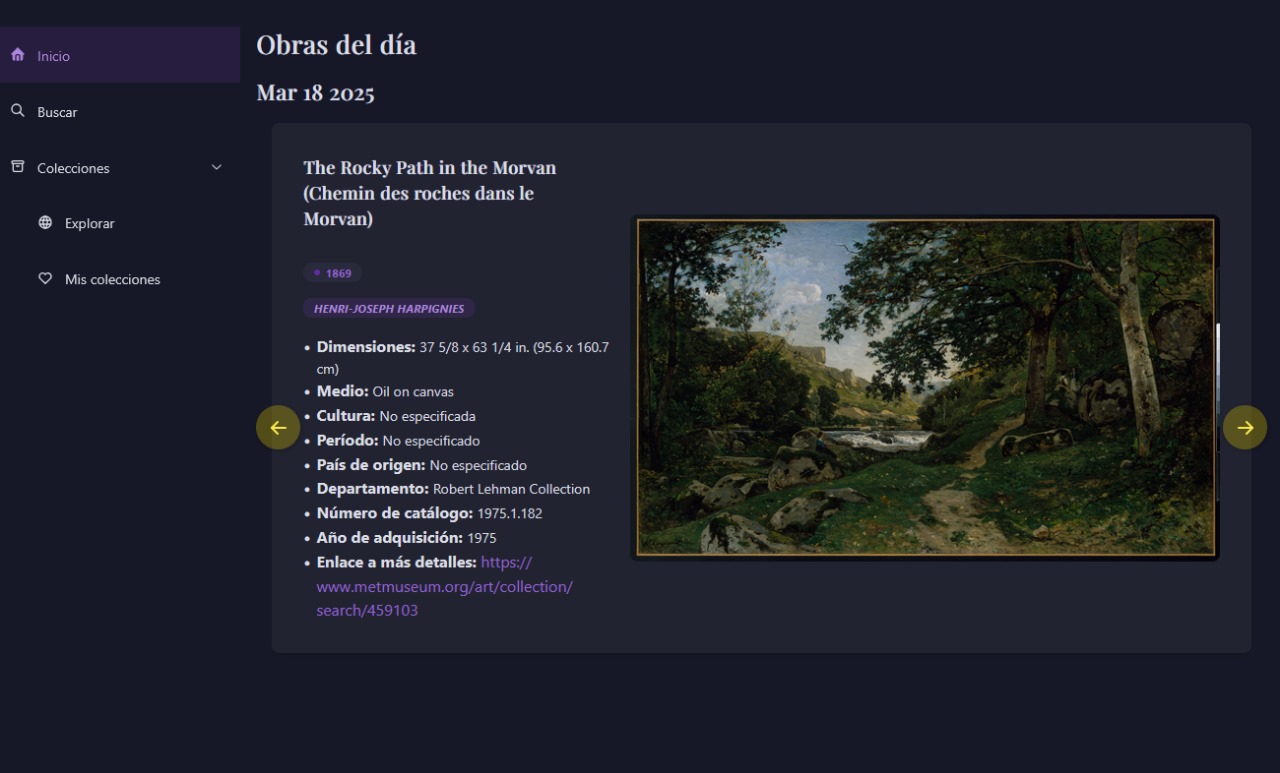 Inicio
Buscar
Colecciones
Explorar
Mis colecciones
Obras del día
Mar 18 2025
The Rocky Path in the Morvan
(Chemin des roches dans le
Morvan)
1869
HENRI-JOSEPH HARPIGNIES
• Dimensiones: 37 5/8 x 63 1/4 in. (95.6 x 160.7
cm)
• Medio: Oil on canvas
• Cultura: No especificada
• Período: No especificado
• País de origen: No especificado
• Departamento: Robert Lehman Collection
• Número de catálogo: 1975.1.182
• Año de adquisición: 1975
• Enlace a más detalles: https://
www.metmuseum.org/art/collection/
search/459103